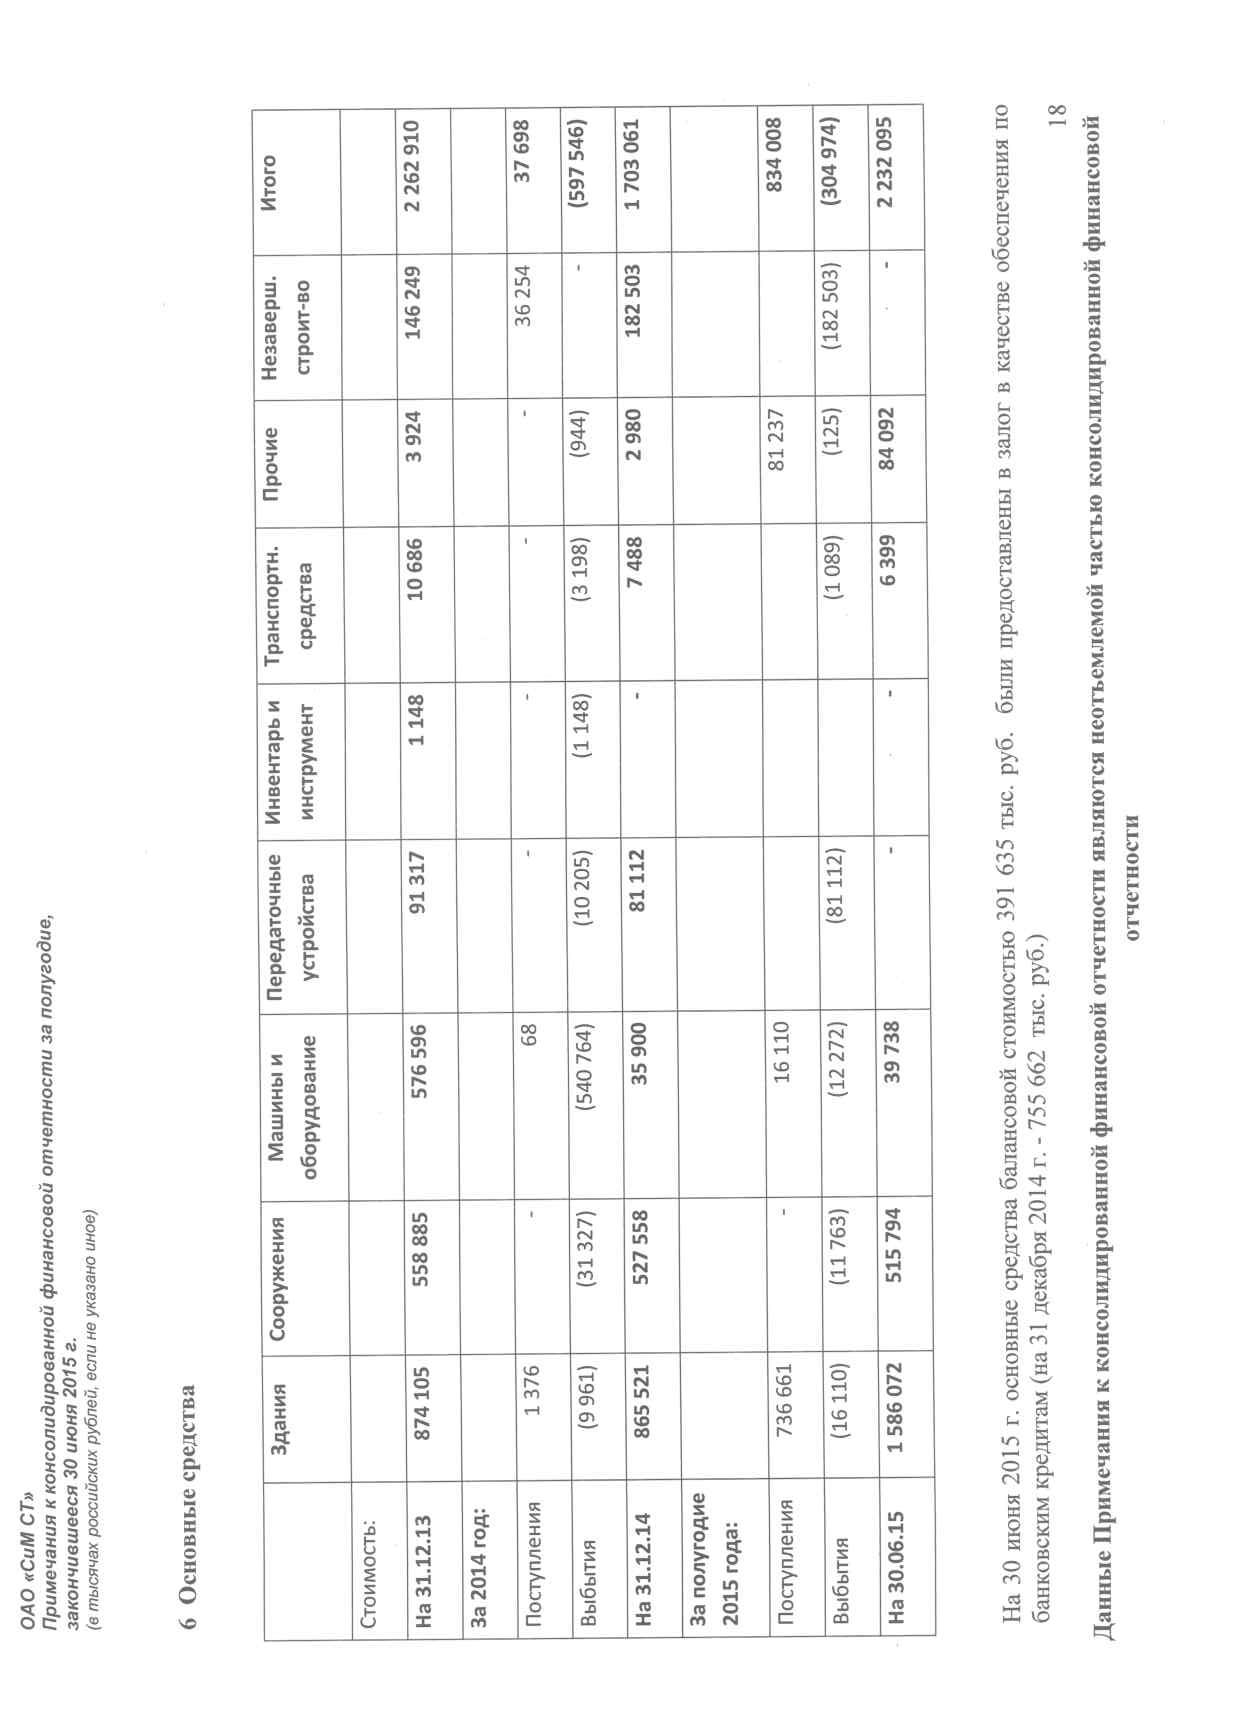 ОАО «СиМ СТ»
Примечания к консолидированной финансовой отчетности за полугодие,
закончившееся 30 июня 2015 г.
(в тысячах российских рублей, если не указано иное)
6 Основные средства
Здания Сооружения Машины и оборудование Передаточные устройства Инвентарь и инструмент Транспортн. средства Прочие Незаверш. строит-во Итого
Стоимость:
На 31.12.13 874 105 558 885 576 596 91 317 1 148 10 686 3 924 146 249 2 262 910
За 2014 год:
Поступления 1 376 - 68 - - - - 36 254 37 698
Выбытия (9 961) (31 327) (540 764) (10 205) (1 148) (3 198) (944) - (597 546)
На 31.12.14 865 521 527 558 35 900 81 112 - 7 488 2 980 182 503 1 703 061
За полугодие 2015 года:
Поступления 736 661 - 16 110 81 237 834 008
Выбытия (16 110) (11 763) (12 272) (81 112) (1 089) (125) (182 503) (304 974)
На 30.06.15 1 586 072 515 794 39 738 - - 6 399 84 092 - 2 232 095
На 30 июня 2015 г. основные средства балансовой стоимостью 391 635 тыс. руб. были предоставлены в залог в качестве обеспечения по
банковским кредитам (на 31 декабря 2014 г. - 755 662 тыс. руб.)
18
Данные Примечания к консолидированной финансовой отчетности являются неотъемлемой частью консолидированной финансовой
отчетности